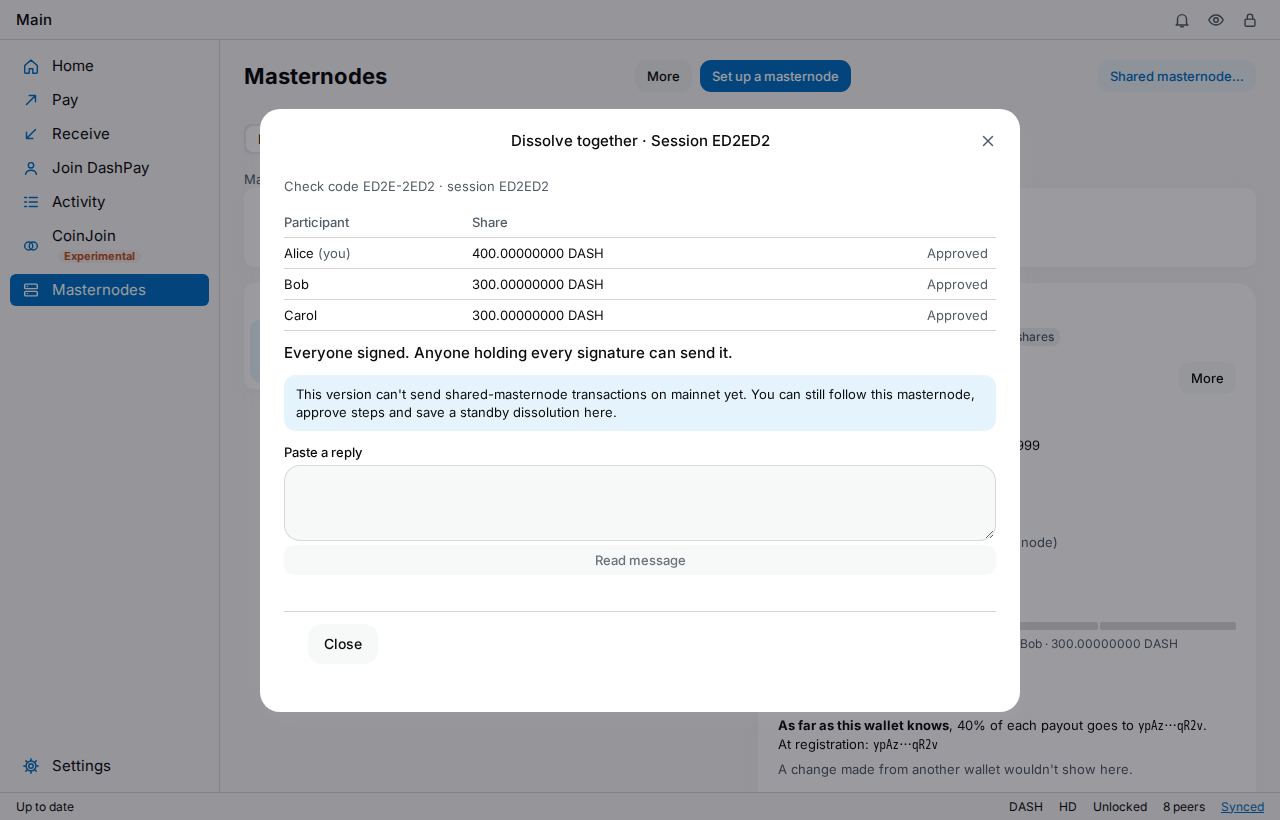 Main
Home
Pay
Receive
Join DashPay
Activity
CoinJoin
Experimental
Masternodes
Settings
Masternodes
More
Set up a masternode
Shared masternode...
Dissolve together · Session ED2ED2
Check code ED2E-2ED2 · session ED2ED2
Participant Share
Alice (you) 400.00000000 DASH Approved
Bob 300.00000000 DASH Approved
Carol 300.00000000 DASH Approved
Everyone signed. Anyone holding every signature can send it.
This version can't send shared-masternode transactions on mainnet yet. You can still follow this masternode,
approve steps and save a standby dissolution here.
Paste a reply
Read message
Close
shares
More
999
node)
Bob · 300.00000000 DASH
As far as this wallet knows, 40% of each payout goes to ypAz⋯qR2v.
At registration: ypAz⋯qR2v
A change made from another wallet wouldn't show here.
Up to date
DASH HD Unlocked 8 peers Synced